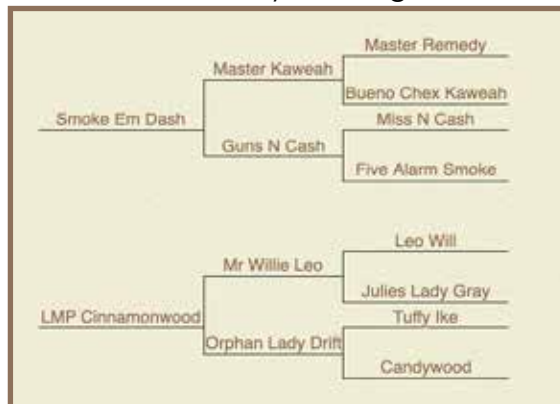 Master Remedy
Master Kaweah
Bueno Chex Kaweah
Smoke Em Dash
Miss N Cash
Guns N Cash
Five Alarm Smoke
Leo Will
Mr Willie Leo
Julies Lady Gray
LMP Cinnamonwood
Tuffy Ike
Orphan Lady Drift
Candywood